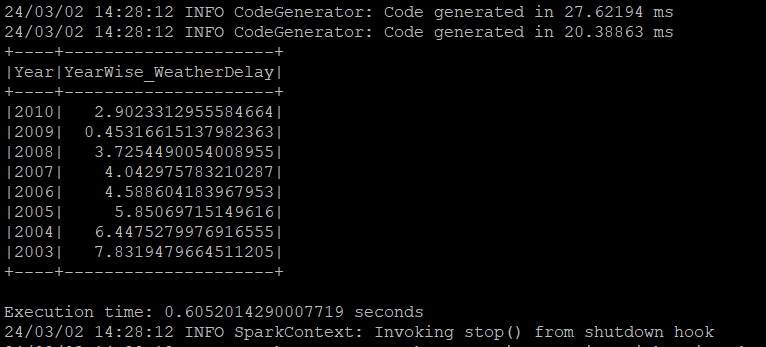 24/03/02 14:28:12 INFO CodeGenerator: Code generated in 27.62194 ms
24/03/02 14:28:12 INFO CodeGenerator: Code generated in 20.38863 ms
+----+---------------------+
|Year|YearWise_WeatherDelay|
+----+---------------------+
|2010|   2.9023312955584664|
|2009|  0.45316615137982363|
|2008|   3.7254490054008955|
|2007|    4.042975783210287|
|2006|    4.588604183967953|
|2005|     5.85069715149616|
|2004|   6.4475279976916555|
|2003|   7.8319479664511205|
+----+---------------------+
Execution time: 0.6052014290007719 seconds
24/03/02 14:28:12 INFO SparkContext: Invoking stop() from shutdown hook